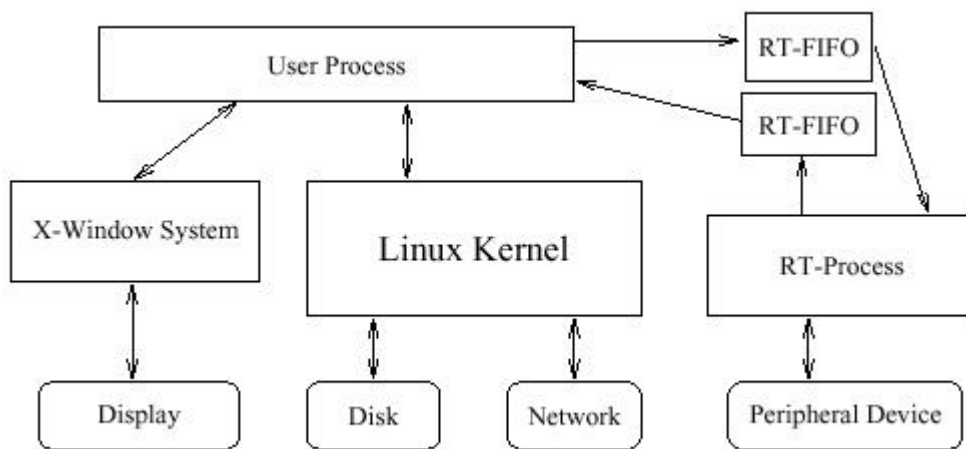 User Process
RT-FIFO
RT-FIFO
X-Window System
Linux Kernel
RT-Process
Display
Disk
Network
Peripheral Device